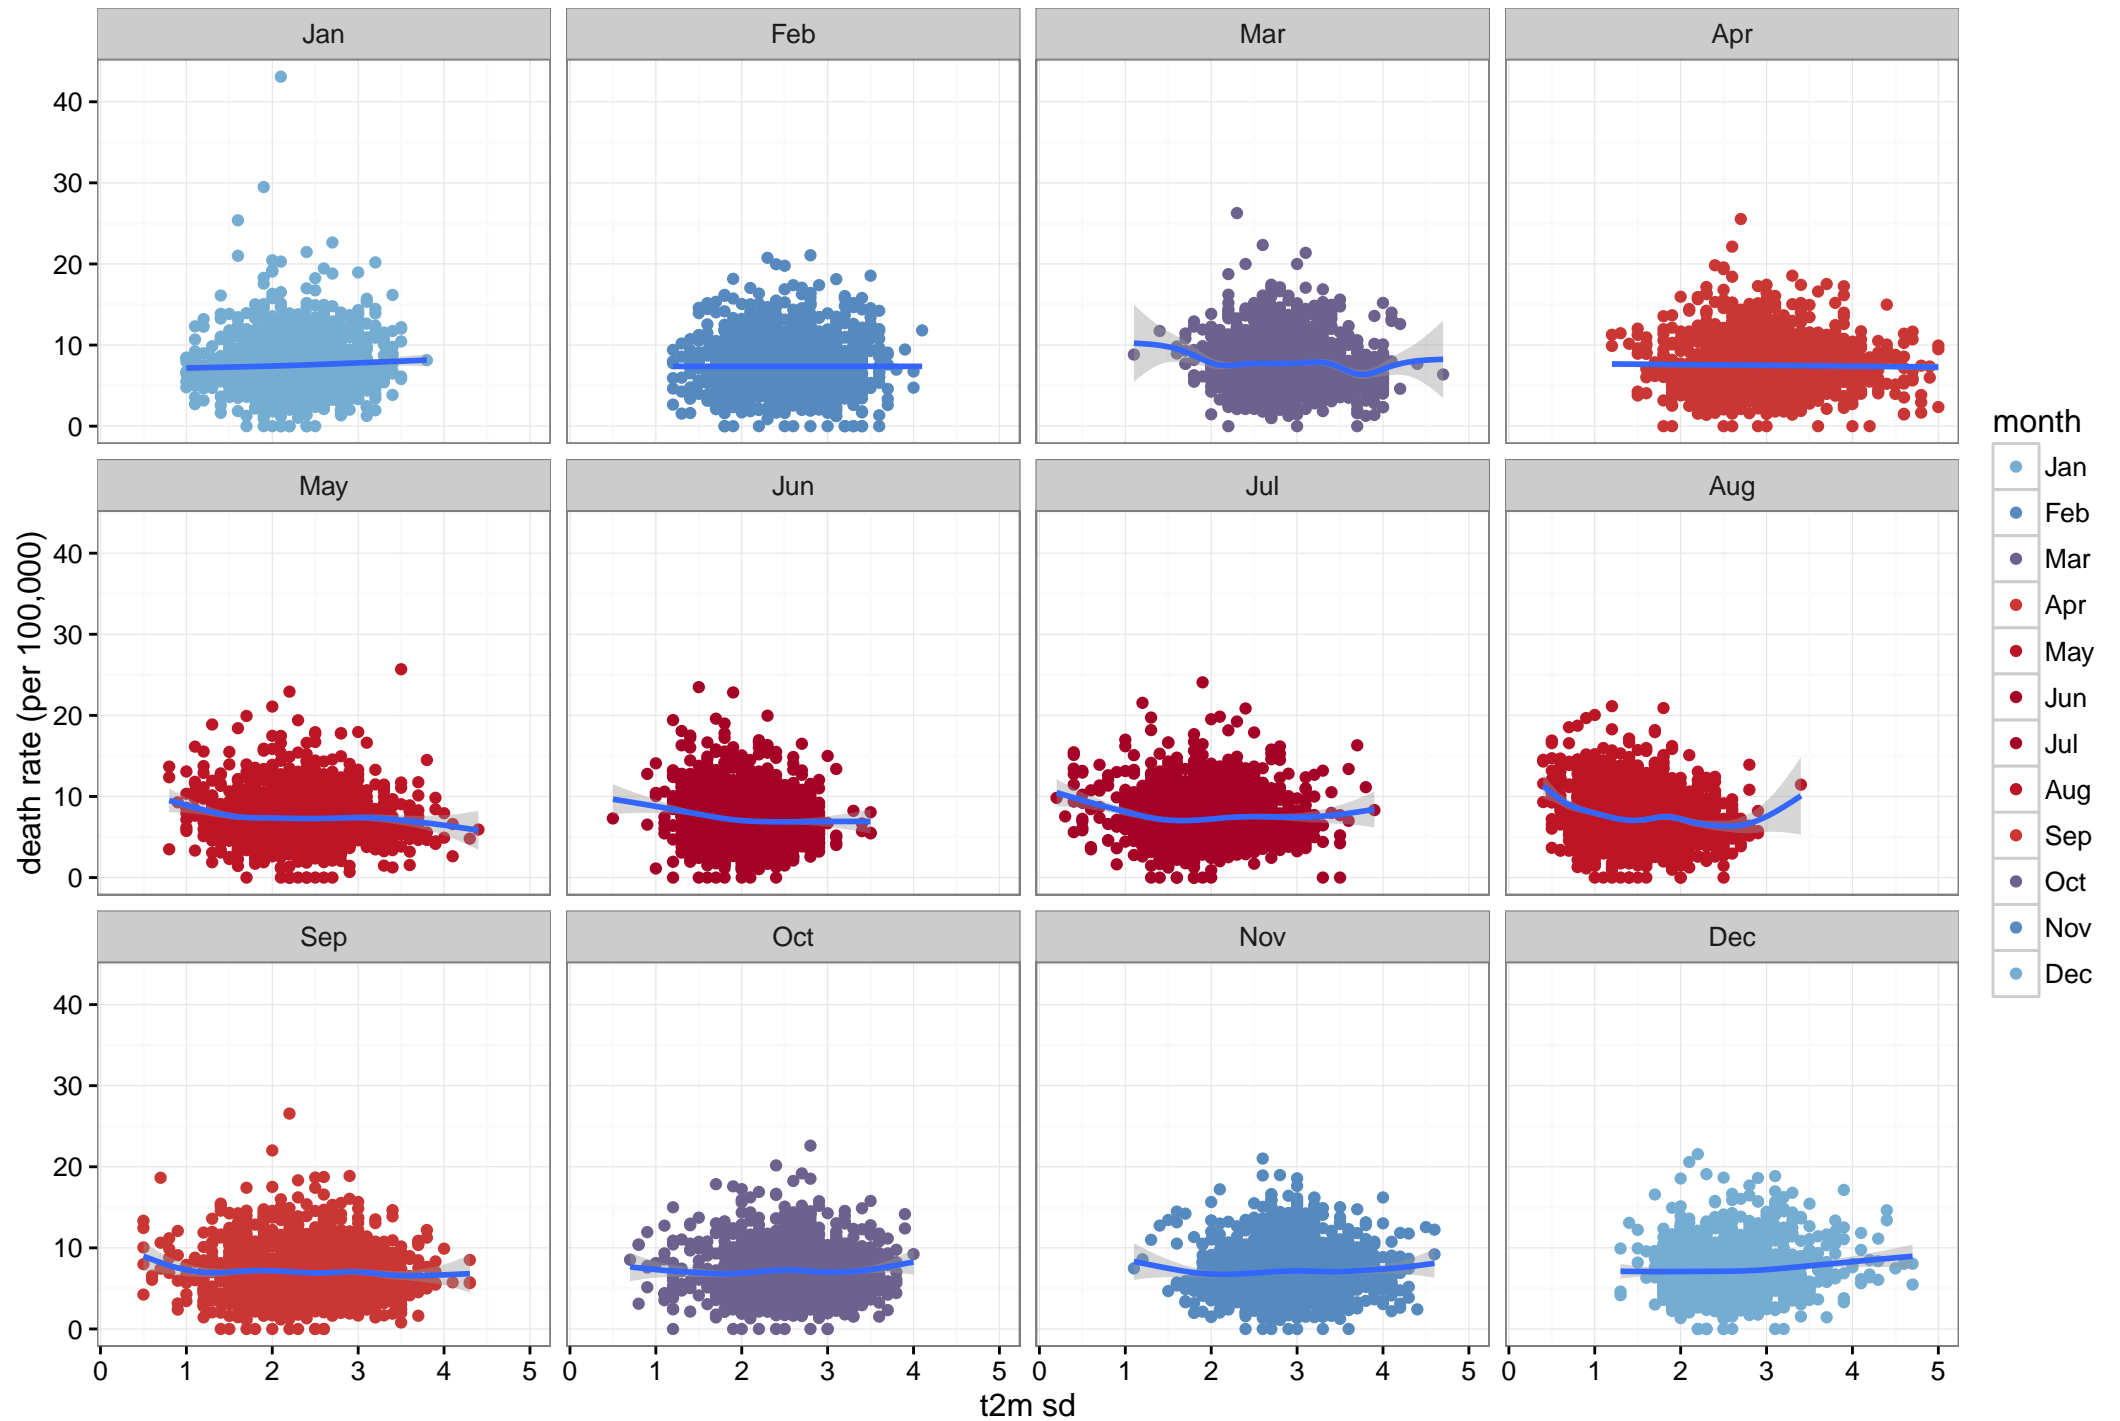 Jan Feb Mar Apr
40
30
20
10
0
May Jun Jul Aug
40
30
20
10
0
Sep Oct Nov Dec
40
30
20
10
0
0 1 2 3 4 5 0 1 2 3 4 5 0 1 2 3 4 5 0 1 2 3 4 5
t2m sd
death rate (per 100,000)
month
Jan
Feb
Mar
Apr
May
Jun
Jul
Aug
Sep
Oct
Nov
Dec